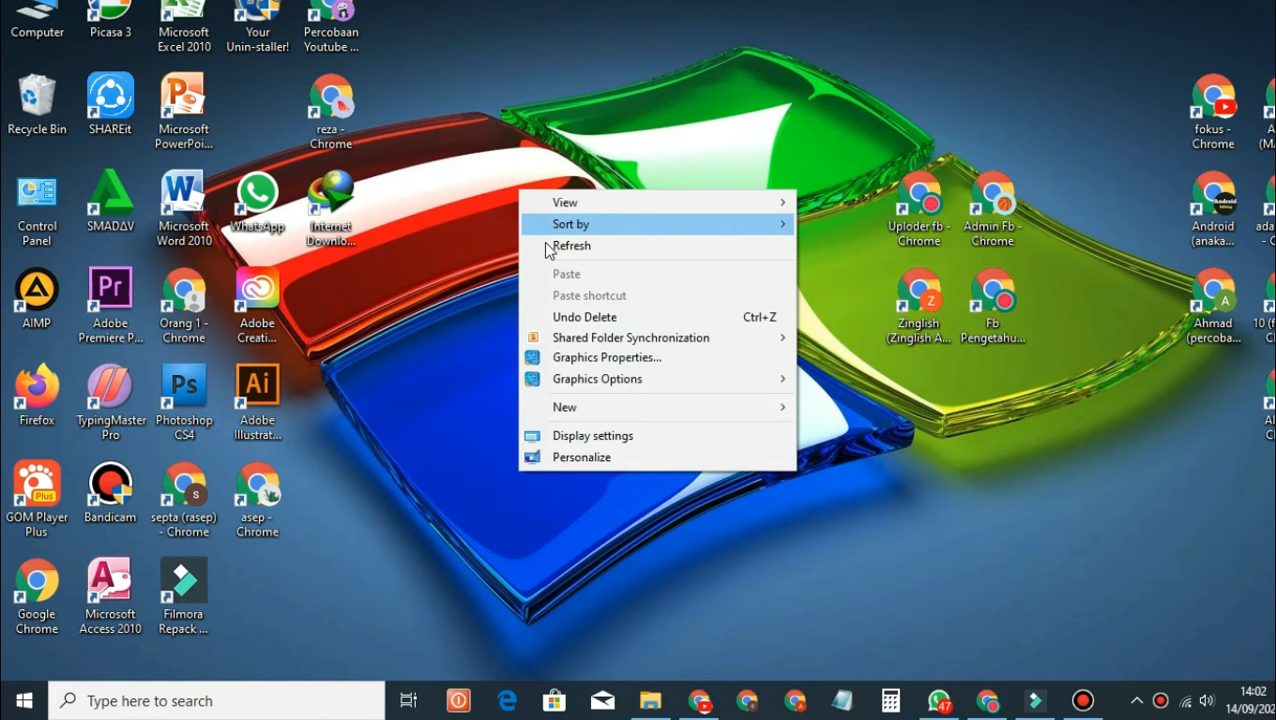 Computer
Picasa 3
Microsoft
Excel 2010
Your
Unin-staller!
Percobaan
Youtube ...
Recycle Bin
SHAREit
Microsoft
PowerPoi...
reza -
Chrome
fokus -
Chrome
Control
Panel
SMADΔV
Microsoft
Word 2010
WhatsApp
Internet
Downlo...
Uploder fb -
Chrome
Admin Fb -
Chrome
Android
(anaka...
AIMP
Adobe
Premiere P...
Orang 1 -
Chrome
Adobe
Creati...
Zinglish
(Zinglish A...
Fb
Pengetahu...
Ahmad
(percoba...
Firefox
TypingMaster
Pro
Photoshop
CS4
Adobe
Illustrat...
GOM Player
Plus
Bandicam
septa (rasep)
- Chrome
asep -
Chrome
Google
Chrome
Microsoft
Access 2010
Filmora
Repack ...
View
Sort by
Refresh
Paste
Paste shortcut
Undo Delete Ctrl+Z
Shared Folder Synchronization
Graphics Properties...
Graphics Options
New
Display settings
Personalize
Type here to search
47
14:02
14/09/202